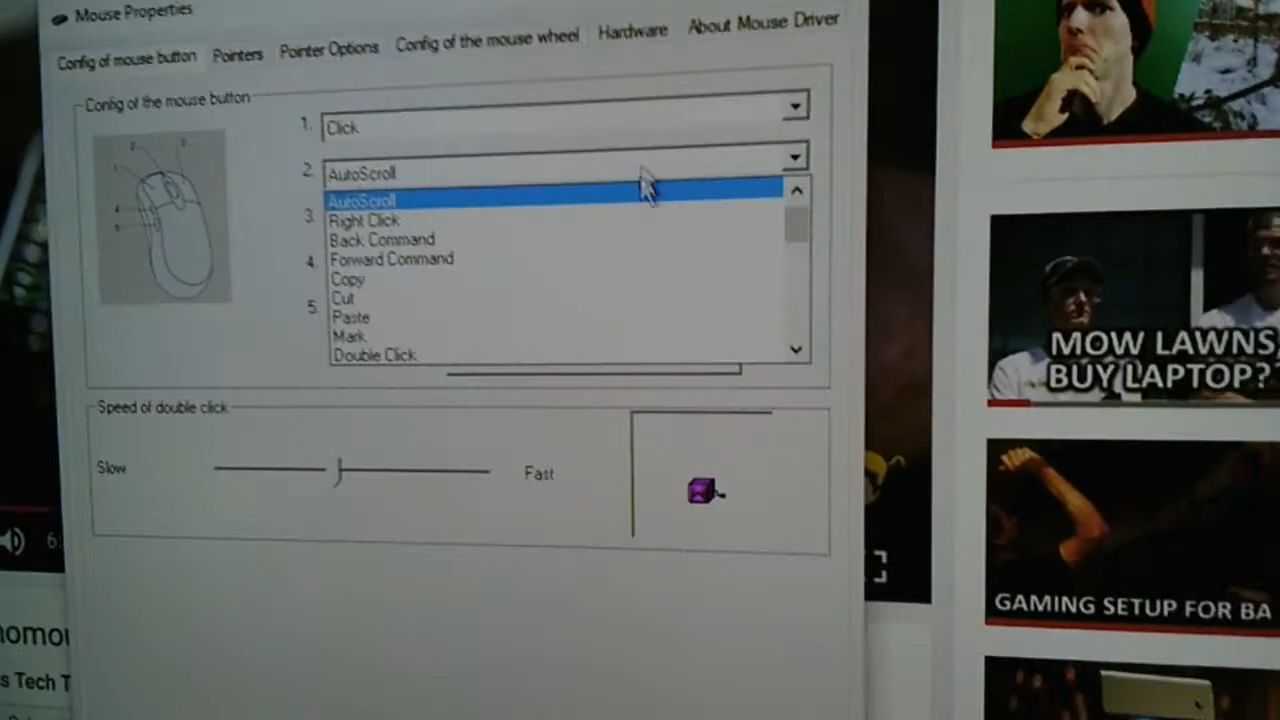 Mouse Properties
Config of mouse button Pointers Pointer Options Config of the mouse wheel Hardware About Mouse Driver
Config of the mouse button
1. Click
2. AutoScroll
AutoScroll
3. Right Click
Back Command
4. Forward Command
Copy
Cut
5. Paste
Mark
Double Click
Speed of double click
Slow Fast
6:
s Tech T
MOW LAWNS,
BUY LAPTOP??
GAMING SETUP FOR BA